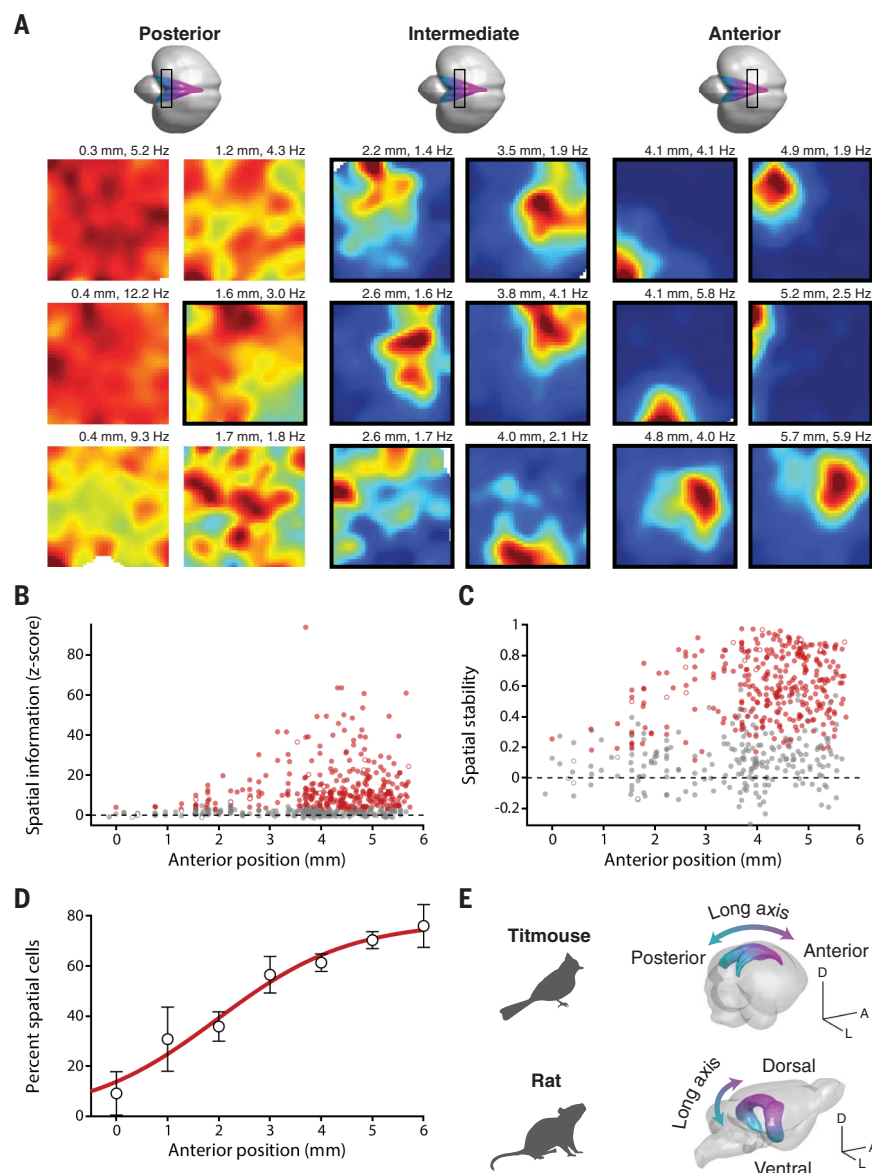 A
Posterior
Intermediate
Anterior
0.3 mm, 5.2 Hz
1.2 mm, 4.3 Hz
2.2 mm, 1.4 Hz
3.5 mm, 1.9 Hz
4.1 mm, 4.1 Hz
4.9 mm, 1.9 Hz
0.4 mm, 12.2 Hz
1.6 mm, 3.0 Hz
2.6 mm, 1.6 Hz
3.8 mm, 4.1 Hz
4.1 mm, 5.8 Hz
5.2 mm, 2.5 Hz
0.4 mm, 9.3 Hz
1.7 mm, 1.8 Hz
2.6 mm, 1.7 Hz
4.0 mm, 2.1 Hz
4.8 mm, 4.0 Hz
5.7 mm, 5.9 Hz
B
Spatial information (z-score)
80
60
40
20
0
0 1 2 3 4 5 6
Anterior position (mm)
C
Spatial stability
1
0.8
0.6
0.4
0.2
0
-0.2
0 1 2 3 4 5 6
Anterior position (mm)
D
Percent spatial cells
80
60
40
20
0
0 1 2 3 4 5 6
Anterior position (mm)
E
Titmouse
Long axis
Posterior
Anterior
D
A
L
Rat
Long axis
Dorsal
Ventral
D
A
L